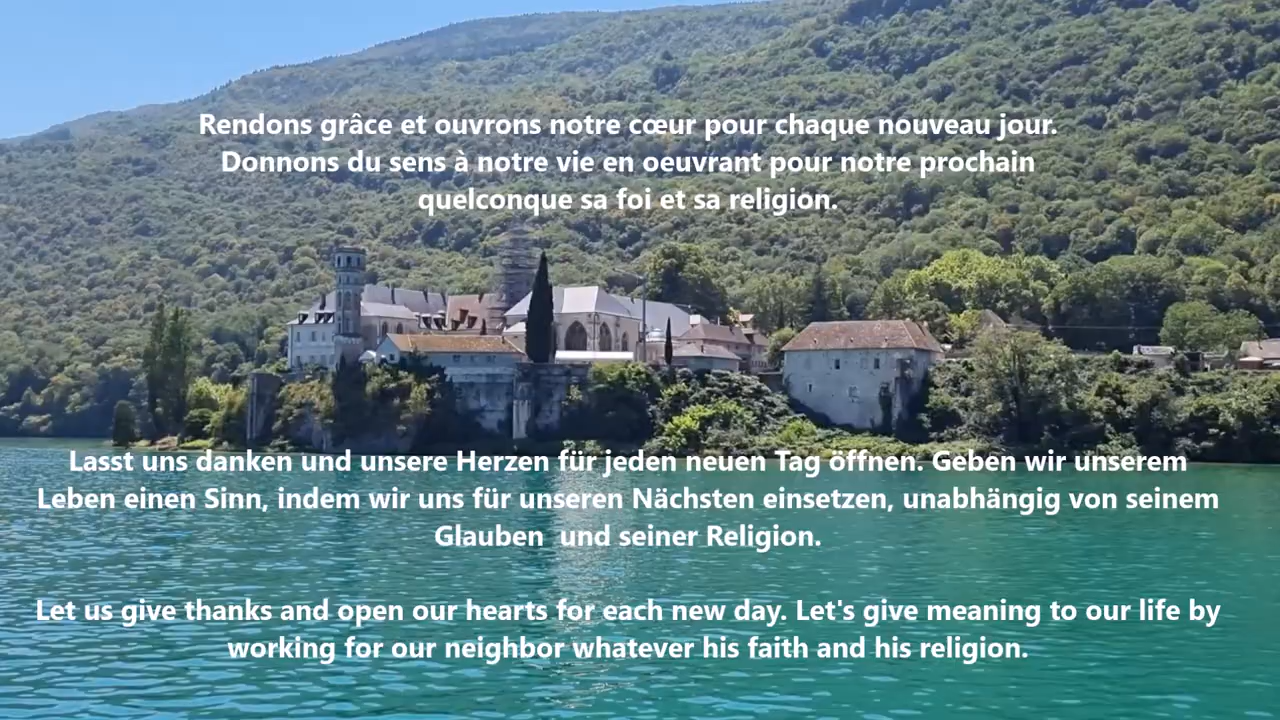 Rendons grâce et ouvrons notre cœur pour chaque nouveau jour.
Donnons du sens à notre vie en oeuvrant pour notre prochain
quelconque sa foi et sa religion.
Lasst uns danken und unsere Herzen für jeden neuen Tag öffnen. Geben wir unserem
Leben einen Sinn, indem wir uns für unseren Nächsten einsetzen, unabhängig von seinem
Glauben  und seiner Religion.
Let us give thanks and open our hearts for each new day. Let's give meaning to our life by
working for our neighbor whatever his faith and his religion.